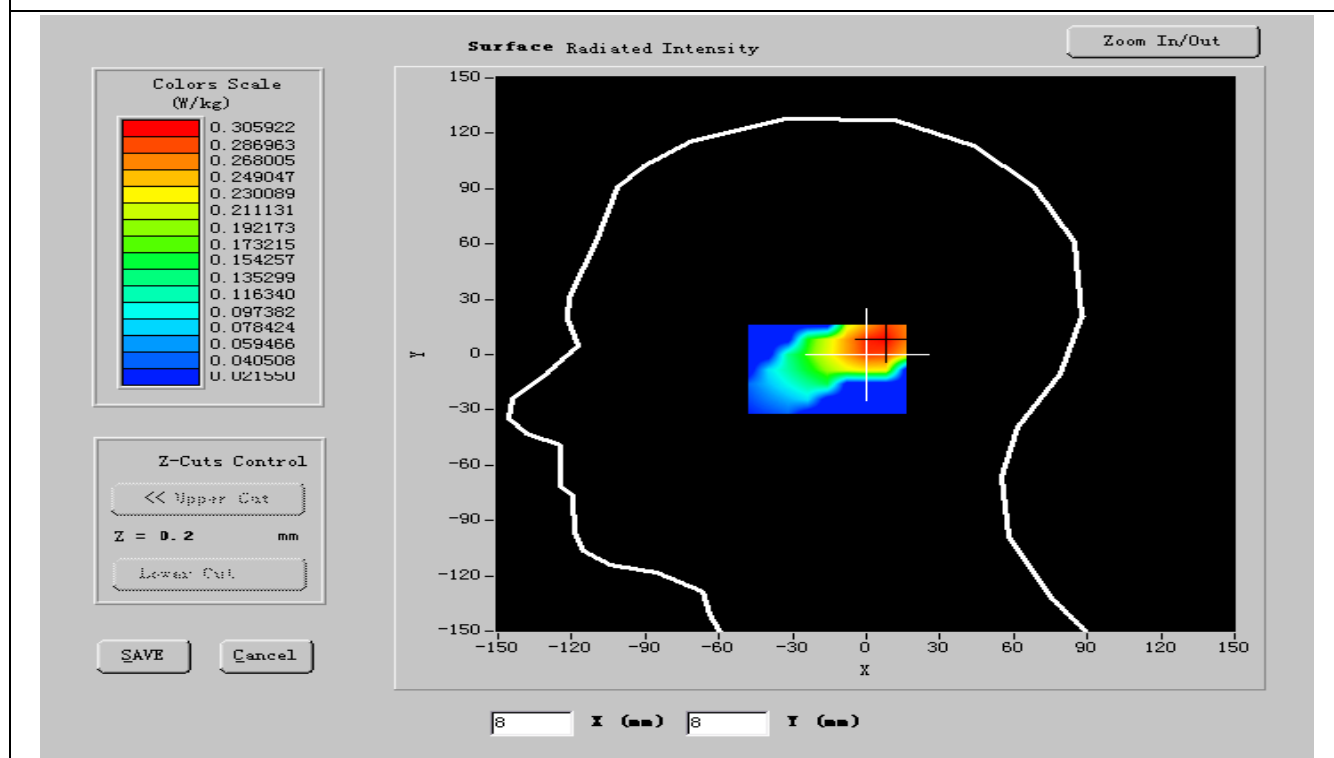 Surface Radiated Intensity
Zoom In/Out
Colors Scale
(W/kg)
0.305922
0.286963
0.268005
0.249047
0.230089
0.211131
0.192173
0.173215
0.154257
0.135299
0.116340
0.097382
0.078424
0.059466
0.040508
0.021550
Z-Cuts Control
<< Upper Cut
Z = 0.2 mm
Lower Cut
SAVE
Cancel
150
120
90
60
30
0
-30
-60
-90
-120
-150
Y
-150 -120 -90 -60 -30 0 30 60 90 120 150
X
8 X (mm) 8 Y (mm)